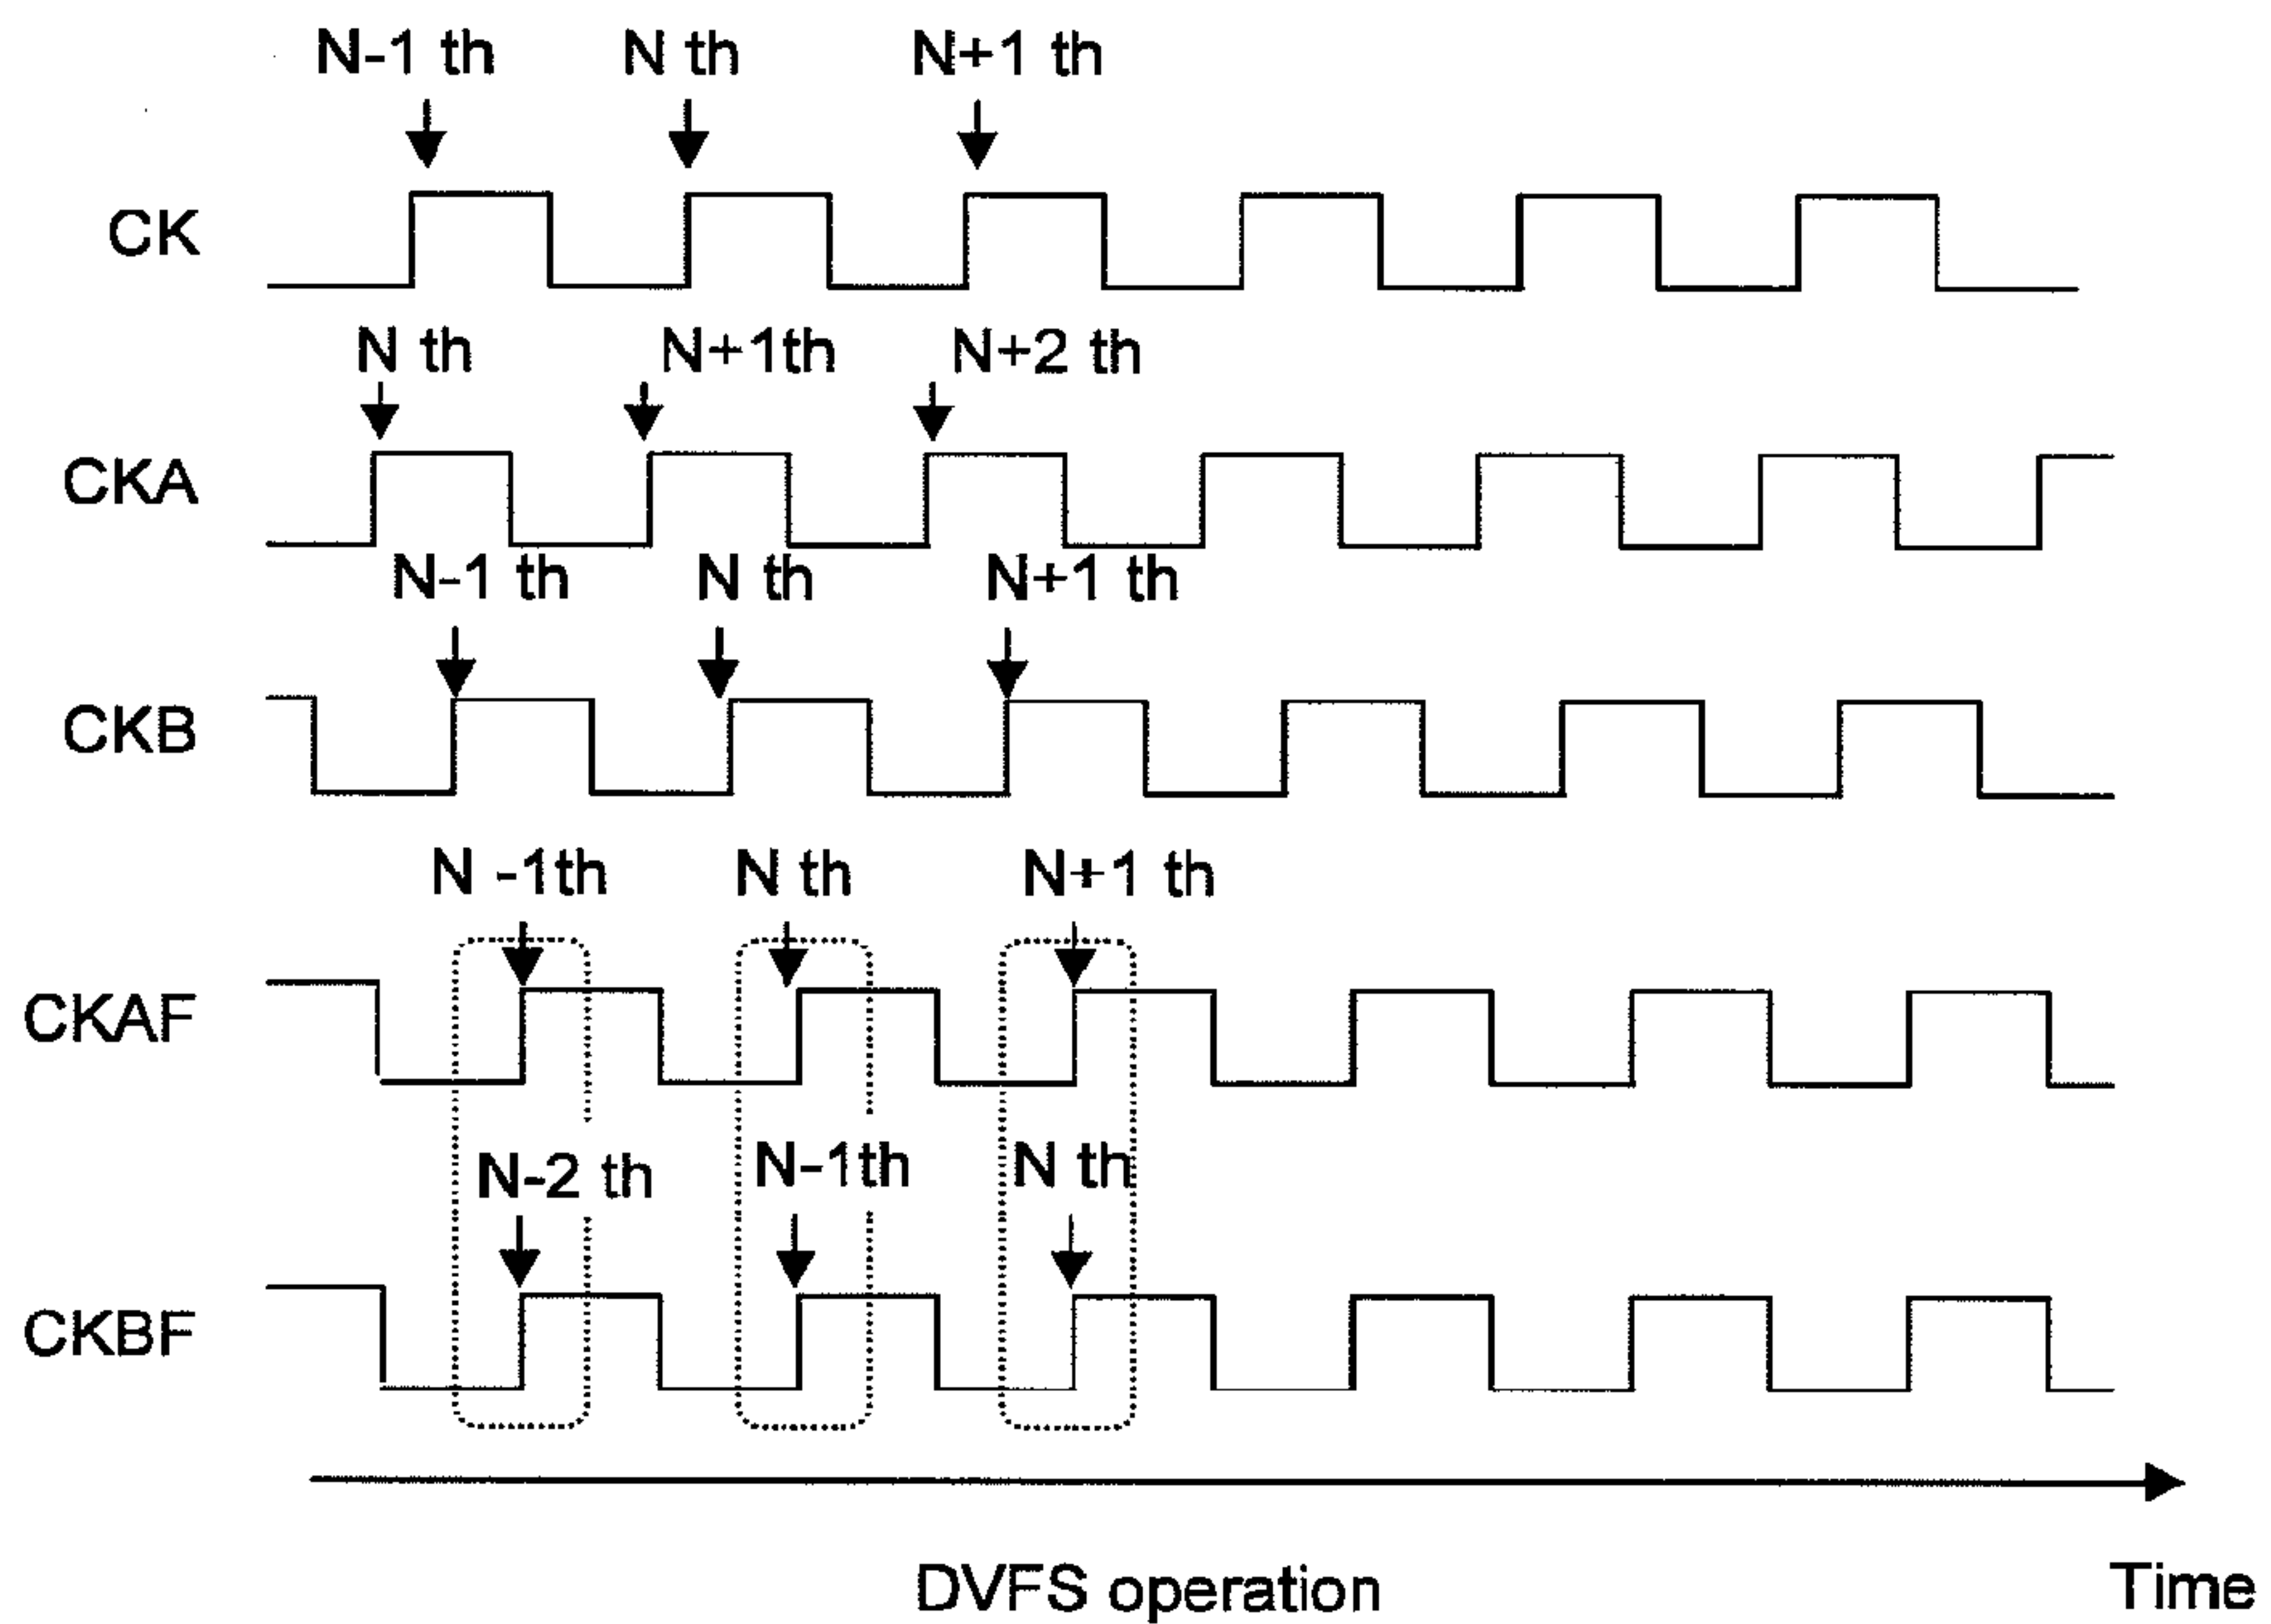 N-1 th N th N+1 th
CK
N th N+1th N+2 th
CKA
N-1 th N th N+1 th
CKB
N -1th N th N+1 th
CKAF
N-2 th N-1th N th
CKBF
DVFS operation Time